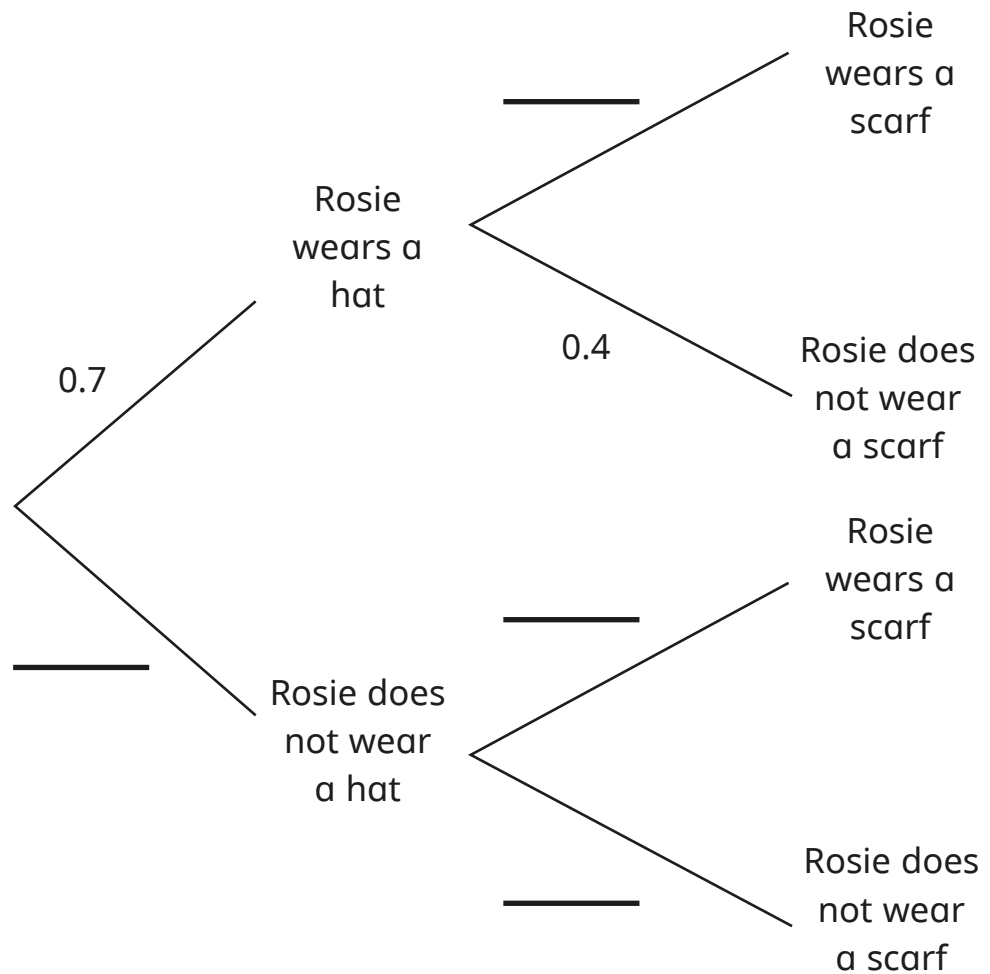 Rosie
wears a
scarf
Rosie
wears a
hat
0.7
0.4
Rosie does
not wear
a scarf
Rosie
wears a
scarf
Rosie does
not wear
a hat
Rosie does
not wear
a scarf